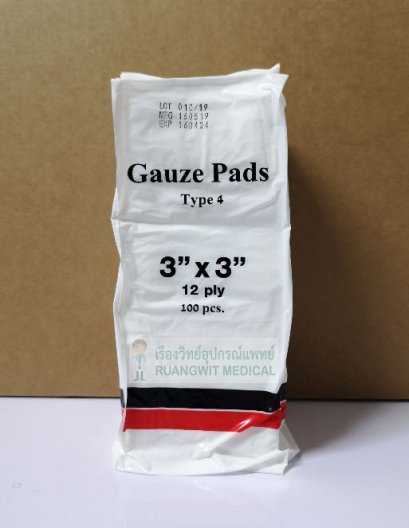 LOT 010/19
MFG 160519
EXP 160424
Gauze Pads
Type 4
3” x 3”
12 ply
100 pcs.
เรืองวิทย์อุปกรณ์แพทย์
RUANGWIT MEDICAL